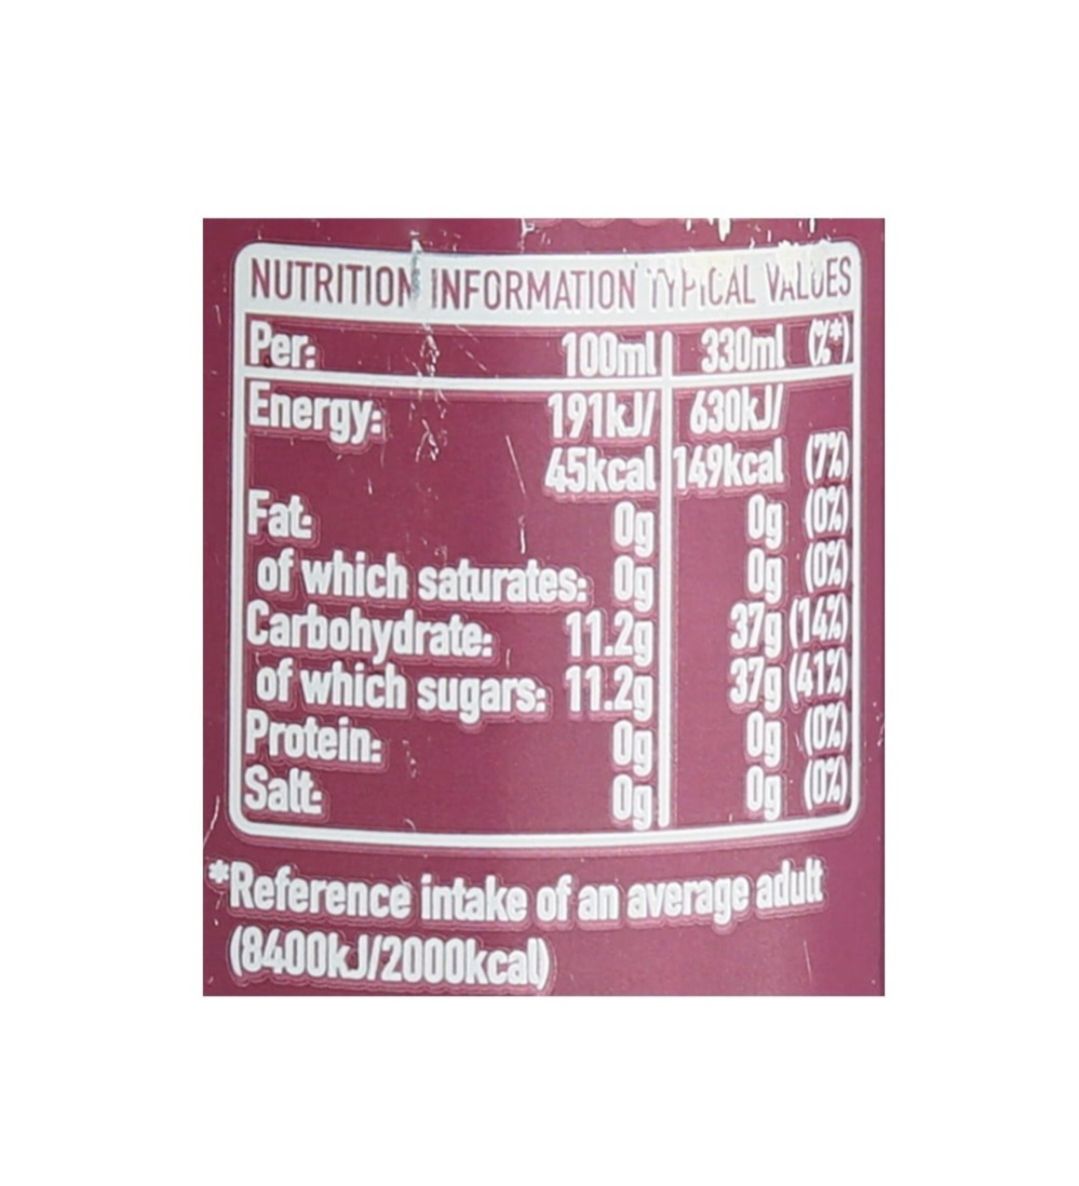 NUTRITION INFORMATION TYPICAL VALUES
Per: 100ml 330ml (%*)
Energy: 191kJ/ 630kJ/
45kcal 149kcal (7%)
Fat: 0g 0g (0%)
of which saturates: 0g 0g (0%)
Carbohydrate: 11.2g 37g (14%)
of which sugars: 11.2g 37g (41%)
Protein: 0g 0g (0%)
Salt: 0g 0g (0%)
*Reference intake of an average adult
(8400kJ/2000kcal)